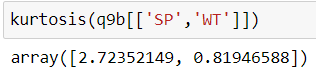 kurtosis(q9b[['SP','WT']])
array([2.72352149, 0.81946588])